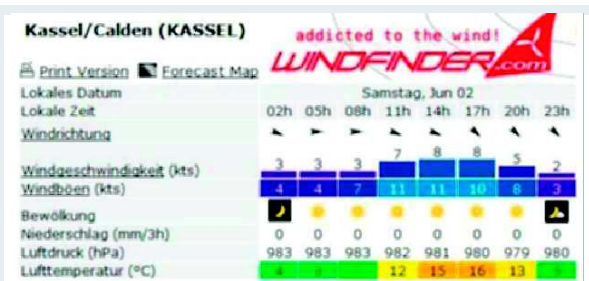 Kassel/Calden (KASSEL)
addicted to the wind!
WINDFINDER.com
Print Version Forecast Map
Lokales Datum Samstag, Jun 02
Lokale Zeit 02h 05h 08h 11h 14h 17h 20h 23h
Windrichtung
Windgeschwindigkeit (kts) 3 3 3 7 8 8 5 2
Windböen (kts) 4 4 7 11 11 10 8 3
Bewölkung
Niederschlag (mm/3h) 0 0 0 0 0 0 0 0
Luftdruck (hPa) 983 983 983 982 981 980 979 980
Lufttemperatur (°C) 12 15 16 13